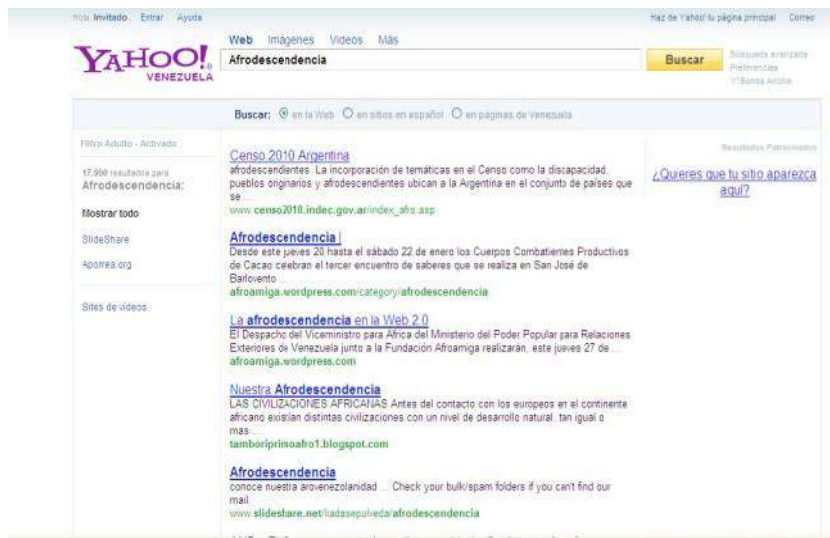 Hola, Invitado Entrar Ayuda
Haz de Yahoo! tu página principal Correo
YAHOO!
VENEZUELA
Web Imágenes Videos Más
Afrodescendencia
Buscar
Búsqueda avanzada
Preferencias
Buscar: en la Web en sitios en español en páginas de Venezuela
Filtro Adulto - Activado
17.900 resultados para
Afrodescendencia:
Mostrar todo
SlideShare
Aporrea.org
Sites de videos
Censo 2010 Argentina
afrodescendientes. La incorporación de temáticas en el Censo como la discapacidad,
pueblos originarios y afrodescendientes ubican a la Argentina en el conjunto de países que
se ...
www.censo2010.indec.gov.ar/index_afro.asp
Afrodescendencia |
Desde este jueves 20 hasta el sábado 22 de enero los Cuerpos Combatientes Productivos
de Cacao celebran el tercer encuentro de saberes que se realiza en San José de
Barlovento ...
afroamiga.wordpress.com/category/afrodescendencia
La afrodescendencia en la Web 2.0
El Despacho del Viceministro para África del Ministerio del Poder Popular para Relaciones
Exteriores de Venezuela junto a la Fundación Afroamiga realizarán, este jueves 27 de ...
afroamiga.wordpress.com
Nuestra Afrodescendencia
LAS CIVILIZACIONES AFRICANAS Antes del contacto con los europeos en el continente
africano existían distintas civilizaciones con un nivel de desarrollo natural, tan igual o
mas ...
tamboriprimoafro1.blogspot.com
Afrodescendencia
conoce nuestra arovenezolanidad ... Check your bulk/spam folders if you can't find our
mail.
www.slideshare.net/liadasepulveda/afrodescendencia
Resultados Patrocinados
¿Quieres que tu sitio aparezca
aquí?